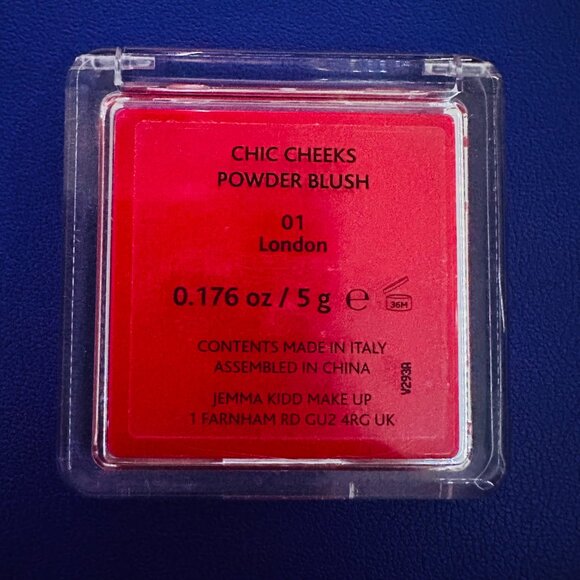 CHIC CHEEKS
POWDER BLUSH
01
London
0.176 oz / 5 g ℮ 36M
CONTENTS MADE IN ITALY
ASSEMBLED IN CHINA
V293A
JEMMA KIDD MAKE UP
1 FARNHAM RD GU2 4RG UK